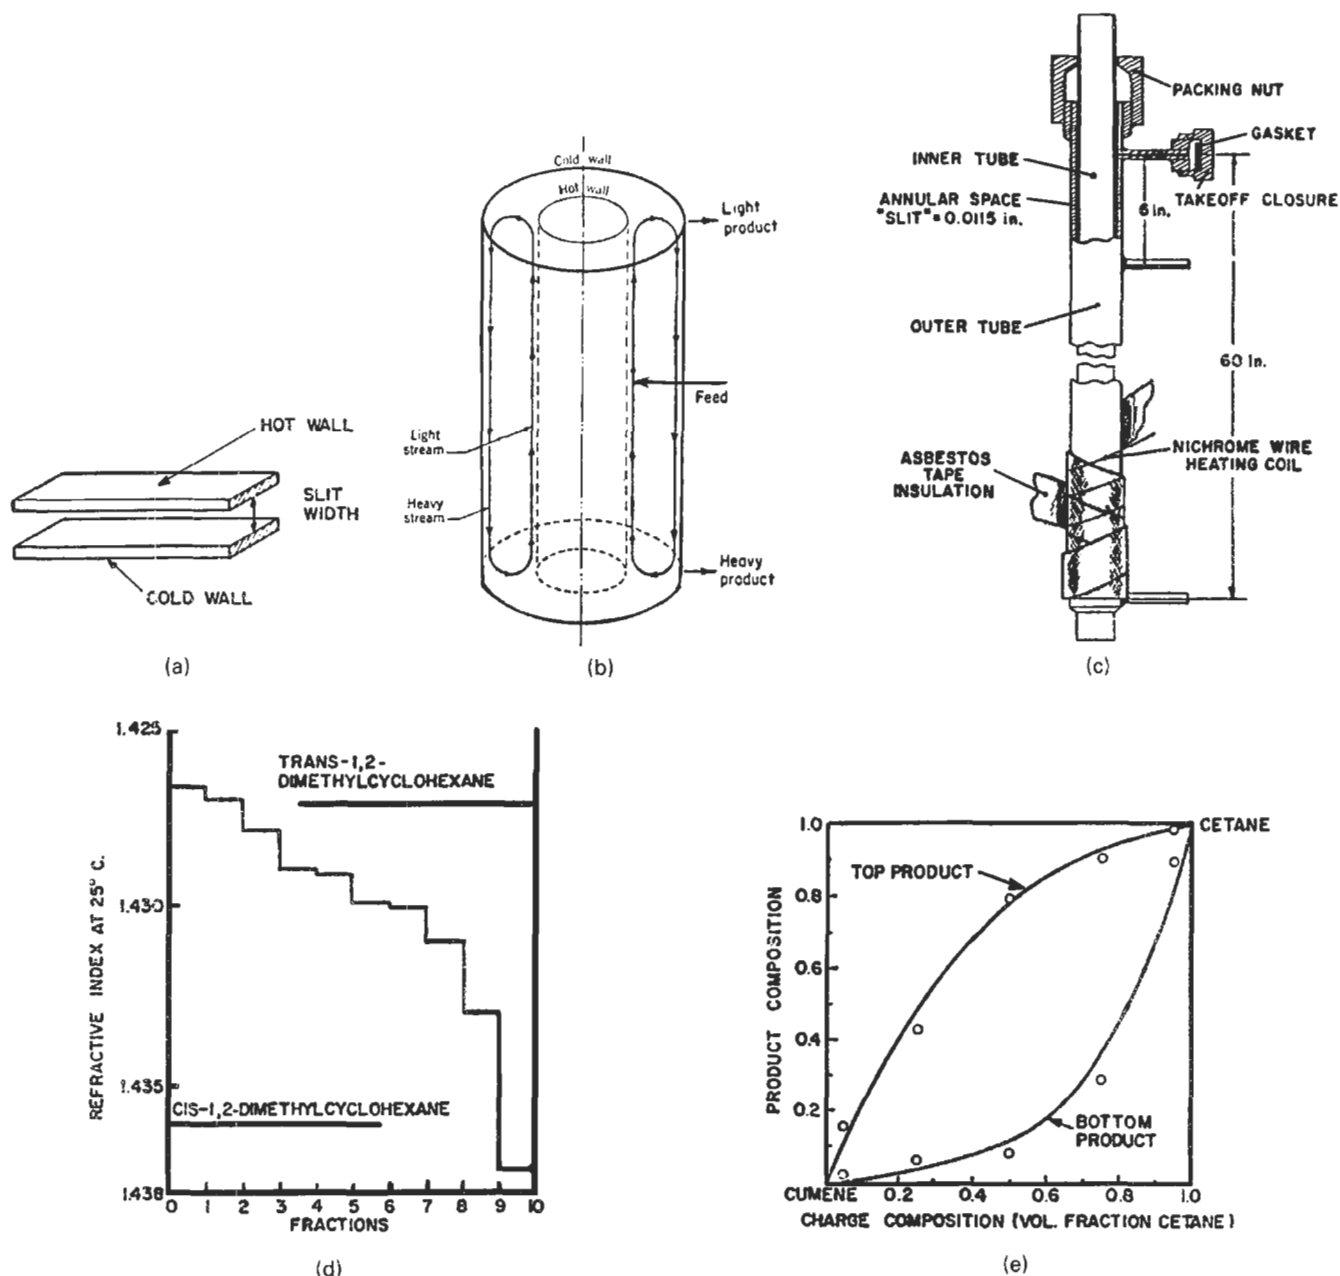 HOT WALL
SLIT
WIDTH
COLD WALL
(a)
Cold wall
Hot wall
Light
product
Feed
Light
stream
Heavy
stream
Heavy
product
(b)
PACKING NUT
GASKET
INNER TUBE
TAKEOFF CLOSURE
ANNULAR SPACE
"SLIT" = 0.0115 in.
6 in.
OUTER TUBE
60 in.
NICHROME WIRE
HEATING COIL
ASBESTOS
TAPE
INSULATION
(c)
1.425
1.430
1.435
1.438
REFRACTIVE INDEX AT 25° C.
TRANS-1,2-
DIMETHYLCYCLOHEXANE
CIS-1,2-DIMETHYLCYCLOHEXANE
0 1 2 3 4 5 6 7 8 9 10
FRACTIONS
(d)
1.0
0.8
0.6
0.4
0.2
PRODUCT COMPOSITION
CETANE
TOP PRODUCT
BOTTOM
PRODUCT
CUMENE 0.2 0.4 0.6 0.8 1.0
CHARGE COMPOSITION (VOL. FRACTION CETANE)
(e)